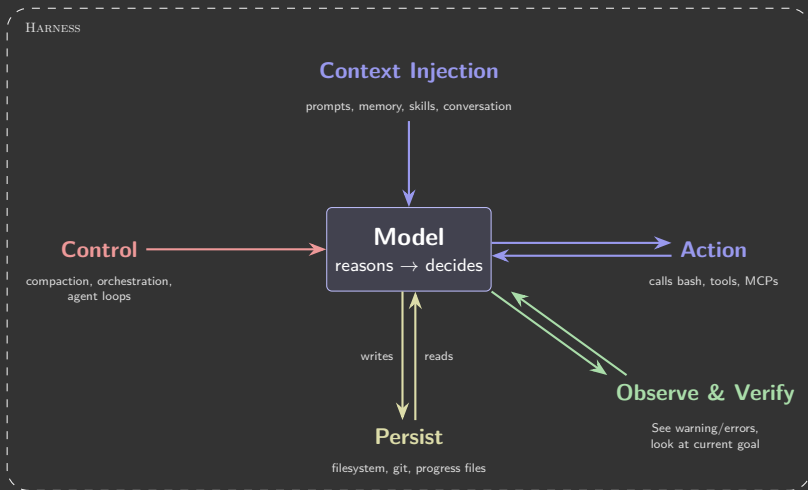 Harness
Context Injection
prompts, memory, skills, conversation
Model
reasons → decides
Control
compaction, orchestration,
agent loops
Action
calls bash, tools, MCPs
writes
reads
Observe & Verify
See warning/errors,
look at current goal
Persist
filesystem, git, progress files